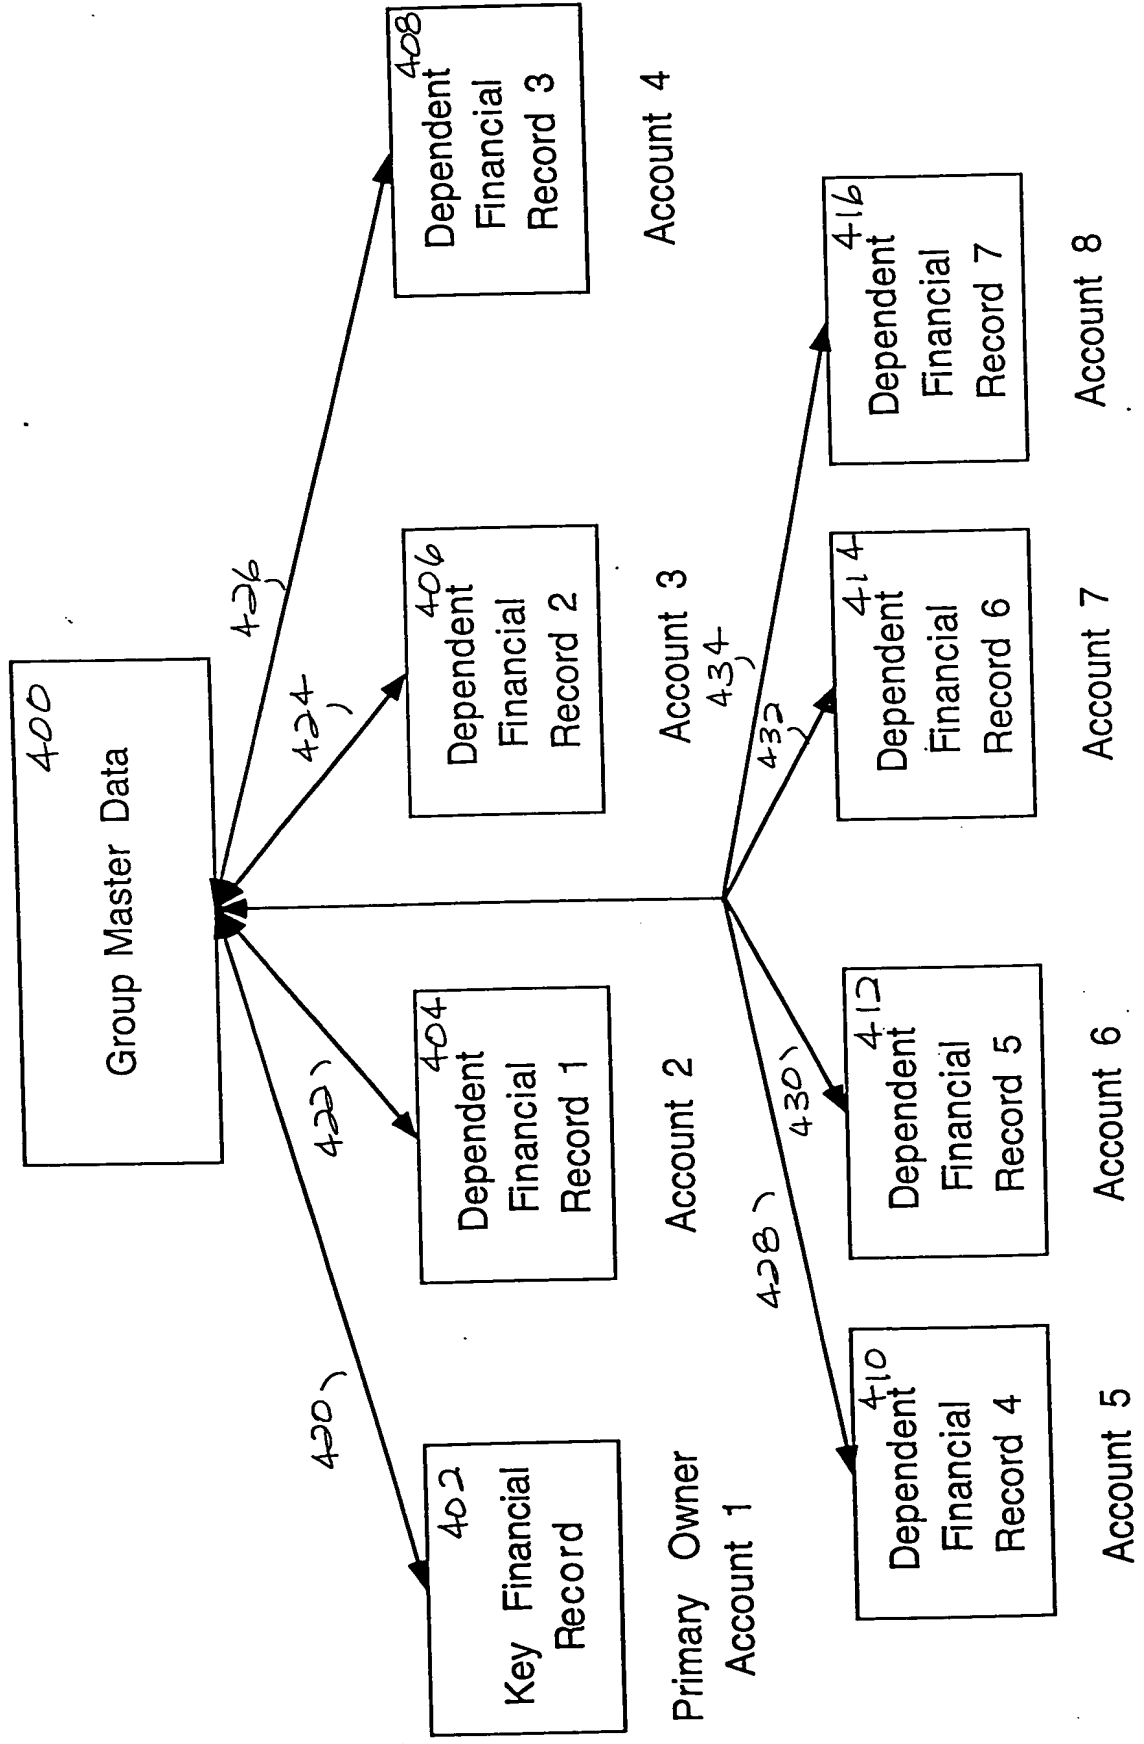 400
Group Master Data
420
422
424
426
402
Key Financial
Record
Primary Owner
Account 1
404
Dependent
Financial
Record 1
Account 2
406
Dependent
Financial
Record 2
Account 3
408
Dependent
Financial
Record 3
Account 4
428
430
432
434
410
Dependent
Financial
Record 4
Account 5
412
Dependent
Financial
Record 5
Account 6
414
Dependent
Financial
Record 6
Account 7
416
Dependent
Financial
Record 7
Account 8